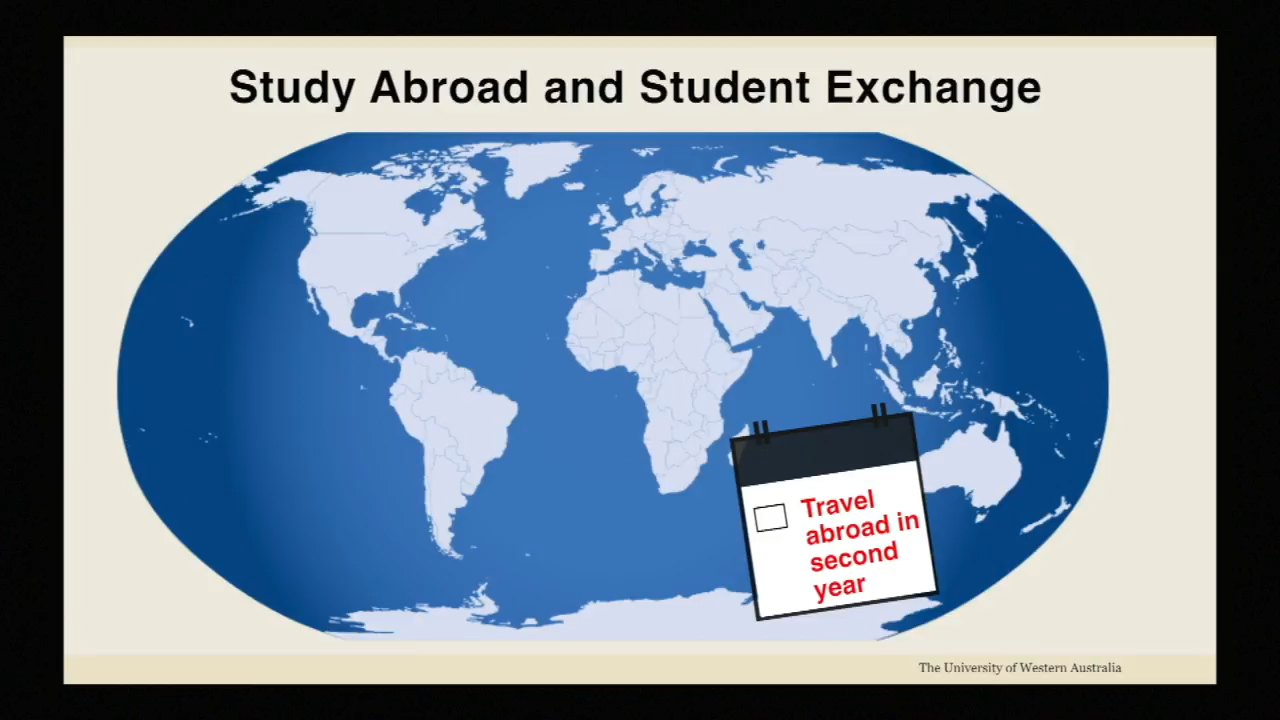 Study Abroad and Student Exchange
Travel
abroad in
second
year
The University of Western Australia